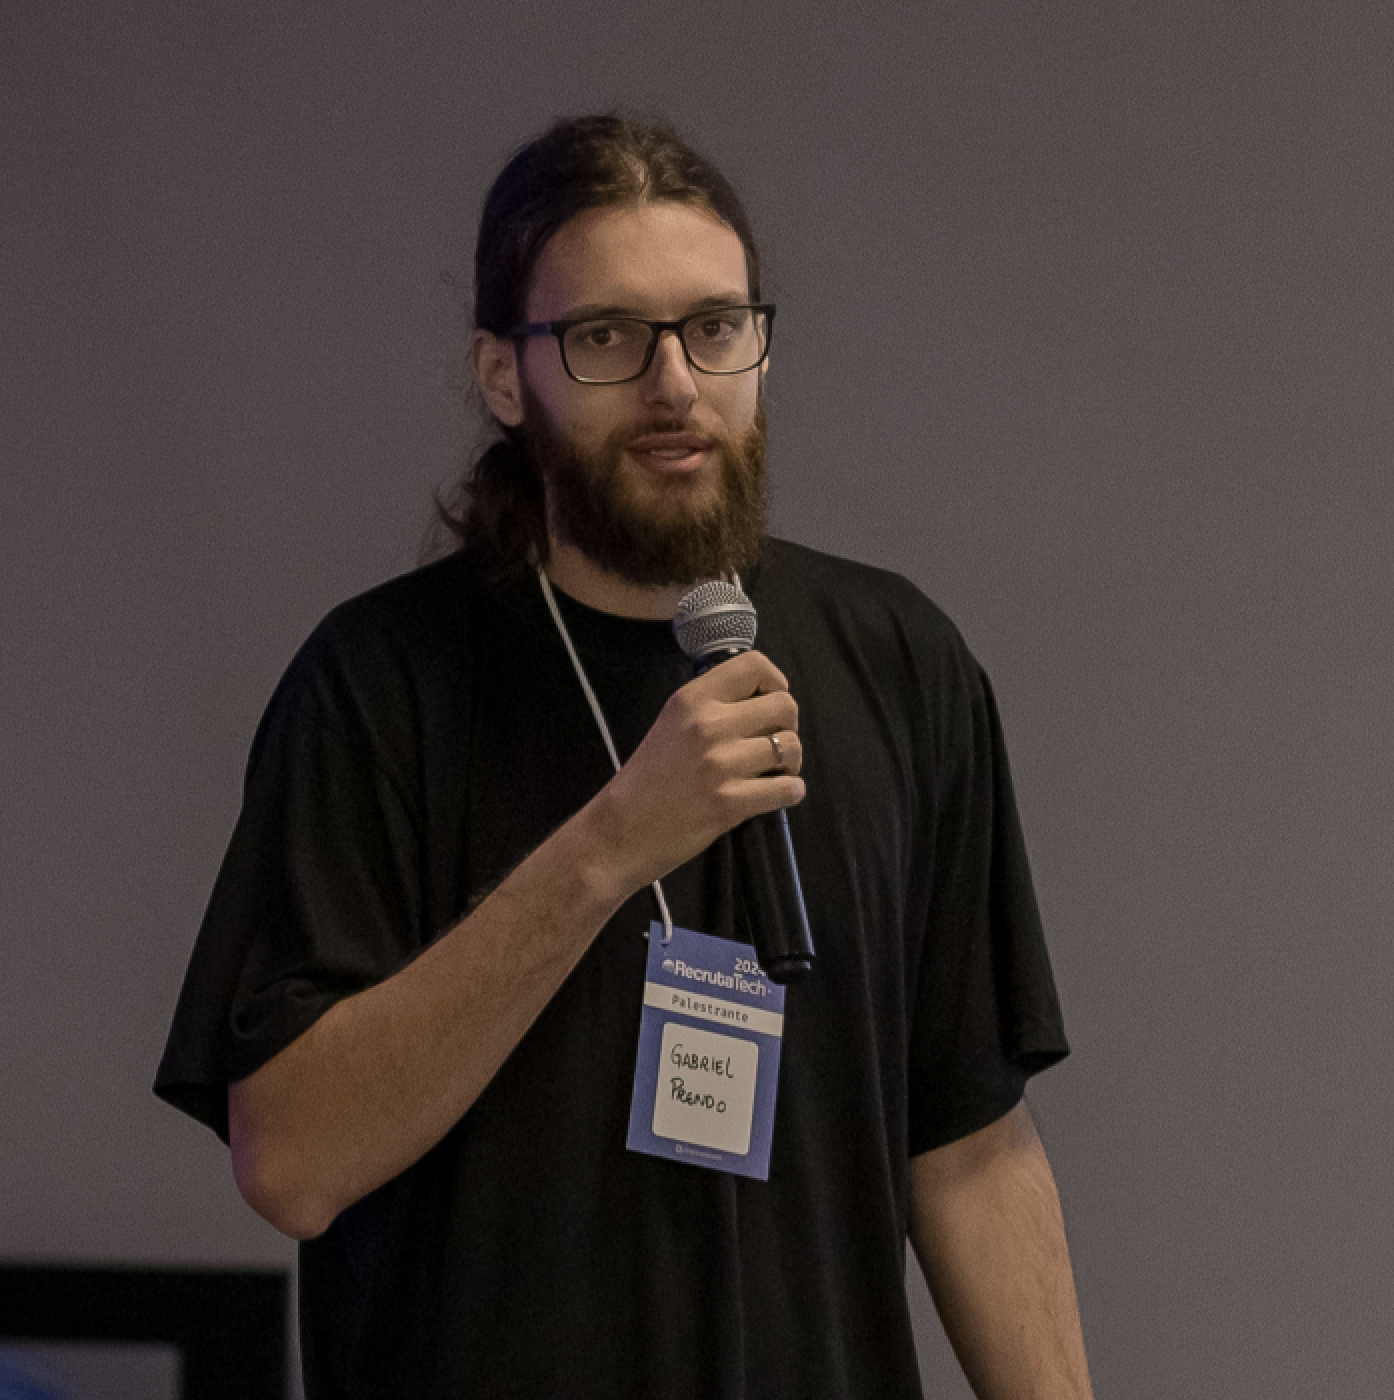 2024
RecrutaTech
Palestrante
GABRIEL
PRENDO